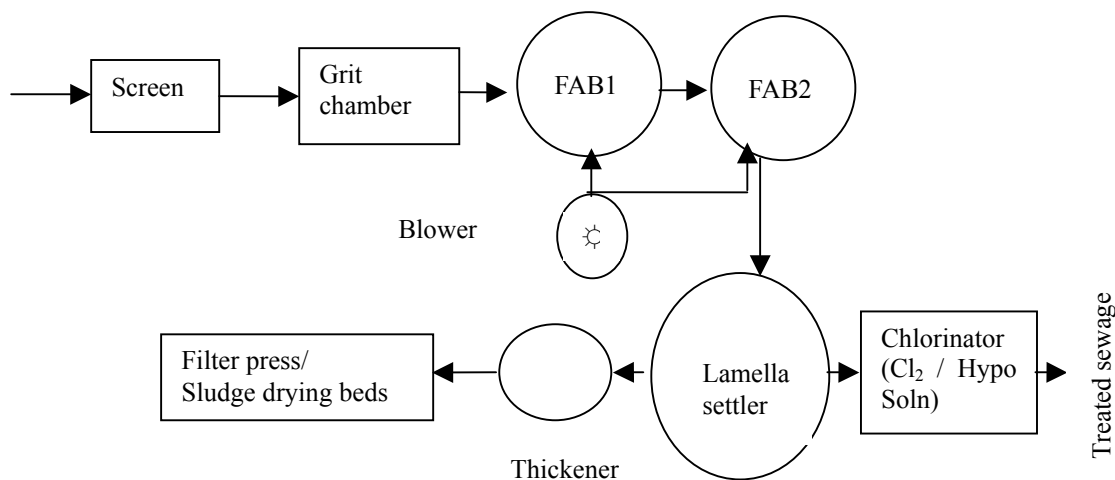 Screen
Grit
chamber
FAB1
FAB2
Blower
Filter press/
Sludge drying beds
Thickener
Lamella
settler
Chlorinator
(Cl₂ / Hypo
Soln)
Treated sewage